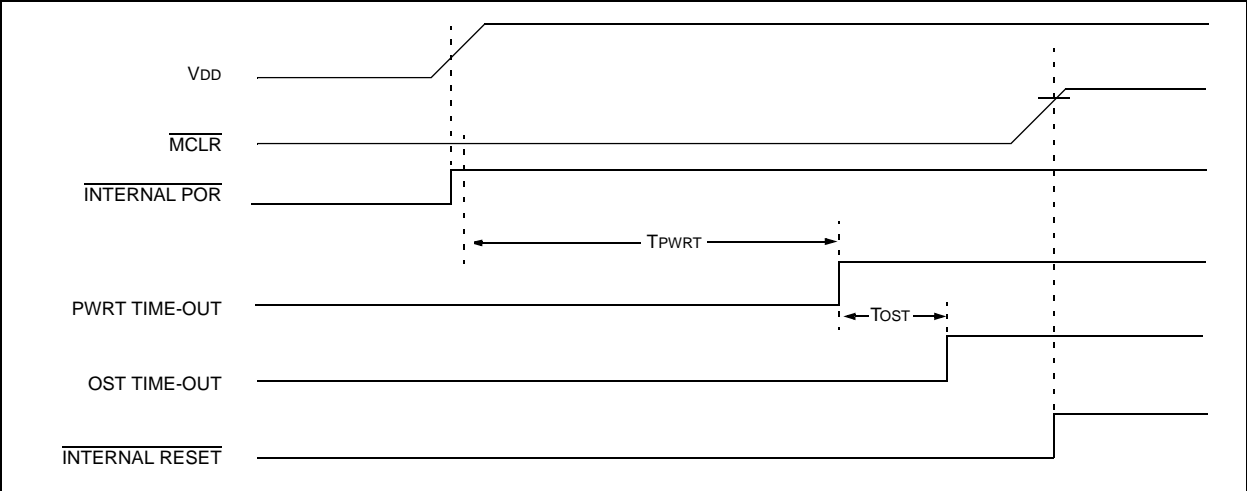 VDD
MCLR
INTERNAL POR
TPWRT
PWRT TIME-OUT
TOST
OST TIME-OUT
INTERNAL RESET